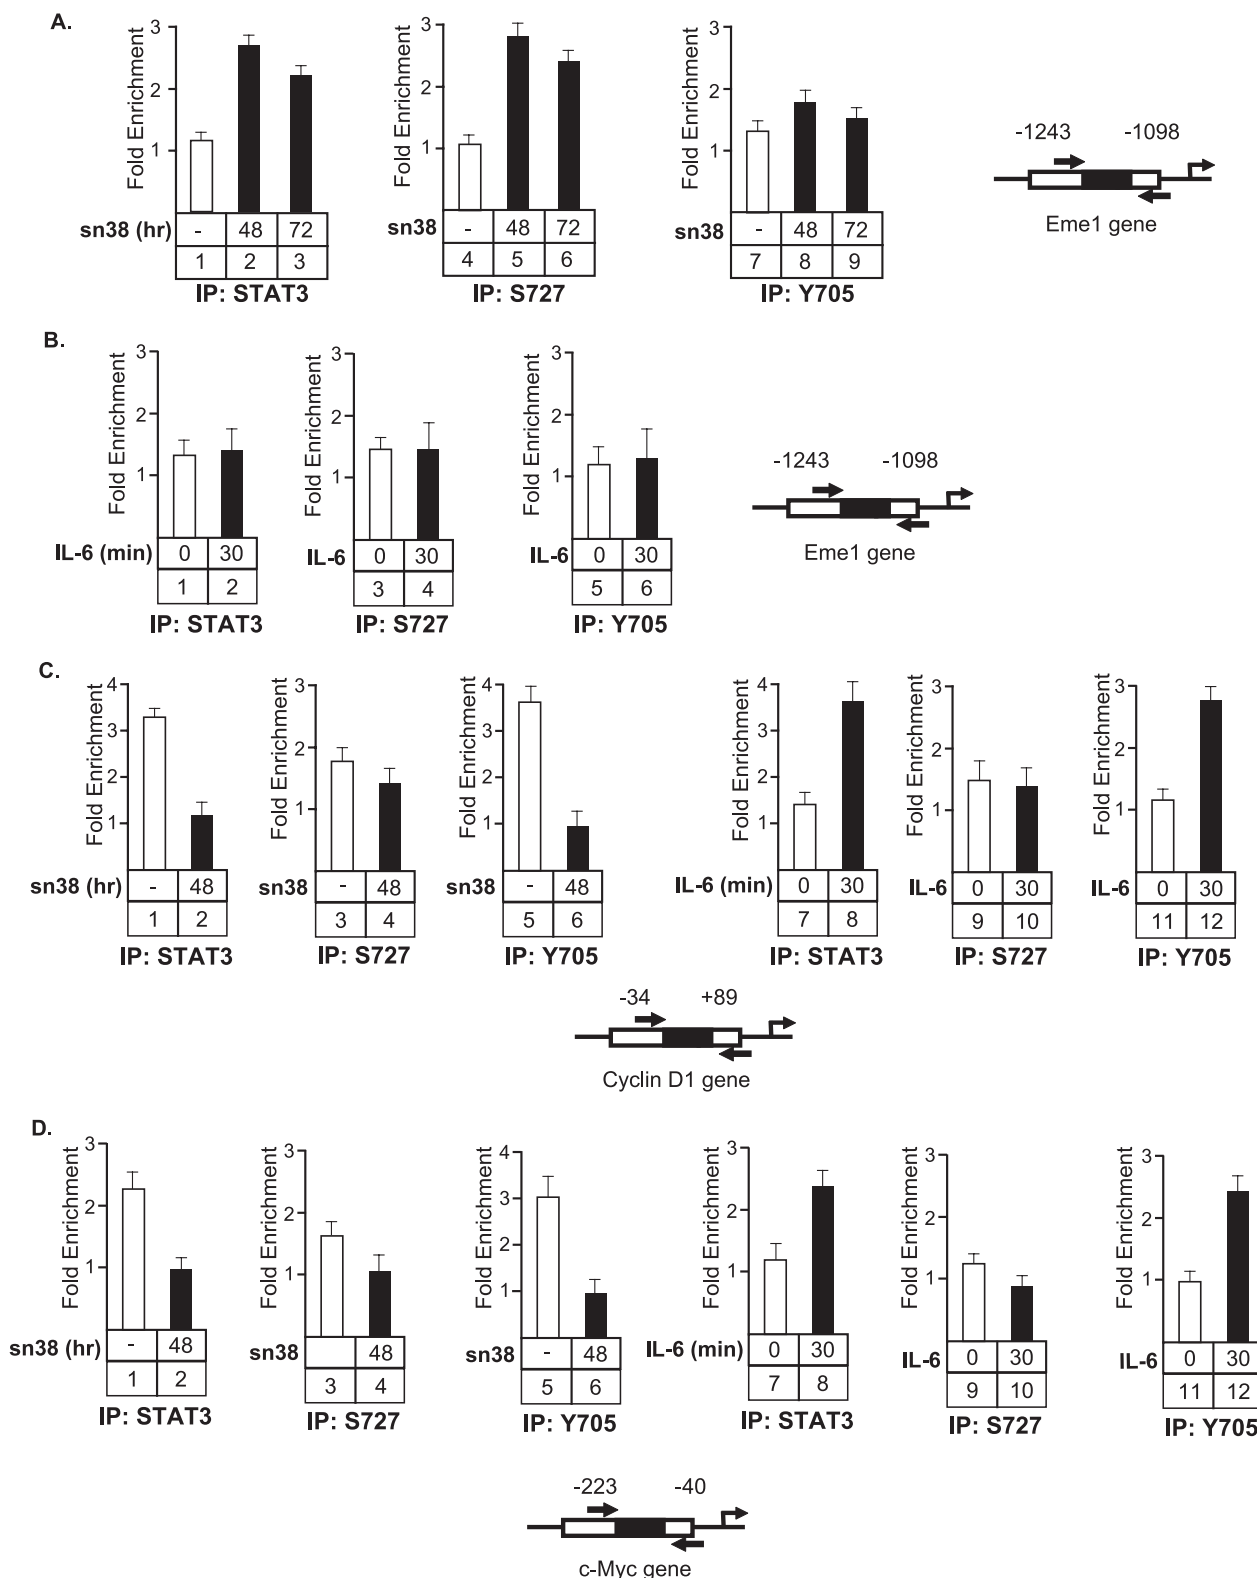 A.
Fold Enrichment
3
2
1
sn38 (hr)
- 48 72
1 2 3
IP: STAT3
Fold Enrichment
3
2
1
sn38
- 48 72
4 5 6
IP: S727
Fold Enrichment
3
2
1
sn38
- 48 72
7 8 9
IP: Y705
-1243 -1098
Eme1 gene
B.
Fold Enrichment
3
2
1
IL-6 (min)
0 30
1 2
IP: STAT3
Fold Enrichment
3
2
1
IL-6
0 30
3 4
IP: S727
Fold Enrichment
3
2
1
IL-6
0 30
5 6
IP: Y705
-1243 -1098
Eme1 gene
C.
Fold Enrichment
4
3
2
1
sn38 (hr)
- 48
1 2
IP: STAT3
Fold Enrichment
3
2
1
sn38
- 48
3 4
IP: S727
Fold Enrichment
4
3
2
1
sn38
- 48
5 6
IP: Y705
Fold Enrichment
4
3
2
1
IL-6 (min)
0 30
7 8
IP: STAT3
Fold Enrichment
3
2
1
IL-6
0 30
9 10
IP: S727
Fold Enrichment
3
2
1
IL-6
0 30
11 12
IP: Y705
-34 +89
Cyclin D1 gene
D.
Fold Enrichment
3
2
1
sn38 (hr)
- 48
1 2
IP: STAT3
Fold Enrichment
3
2
1
sn38
48
3 4
IP: S727
Fold Enrichment
4
3
2
1
sn38
- 48
5 6
IP: Y705
Fold Enrichment
3
2
1
IL-6 (min)
0 30
7 8
IP: STAT3
Fold Enrichment
3
2
1
IL-6
0 30
9 10
IP: S727
Fold Enrichment
3
2
1
IL-6
0 30
11 12
IP: Y705
-223 -40
c-Myc gene